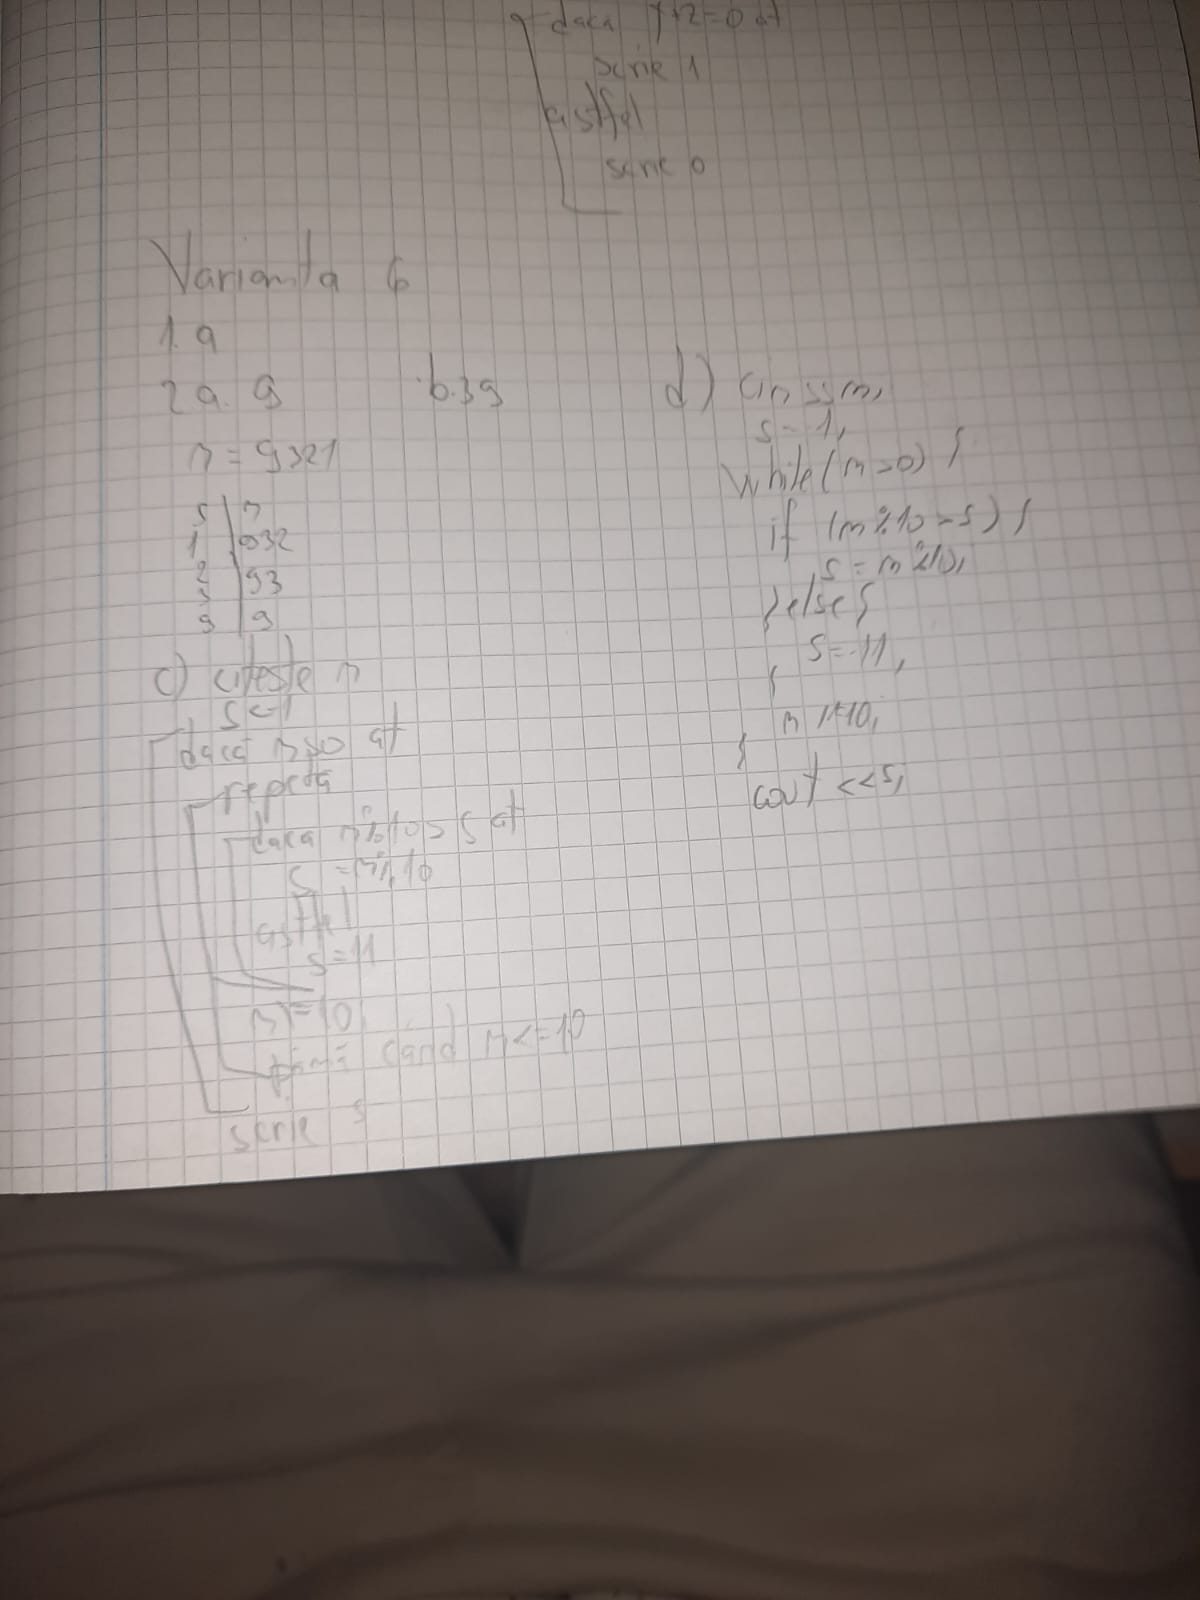 daca y+2=0 at
scrie 1
astfel
scrie 0
Varianta 6
1. a
2 a. 9
b. 39
n = 9321
s | n
1 | 932
2 | 93
3
9 | 9
c) citeste n
s<-1
daca n>0 at
repeta
daca n%10>s at
s = n%10
astfel
s=11
n/=10
pană cand n<=10
scrie s
d) cin>>n;
s=1;
while(n>0) {
if (n%10>s) {
s = n%10;
}else{
s=11;
}
n/=10;
}
cout <<s;